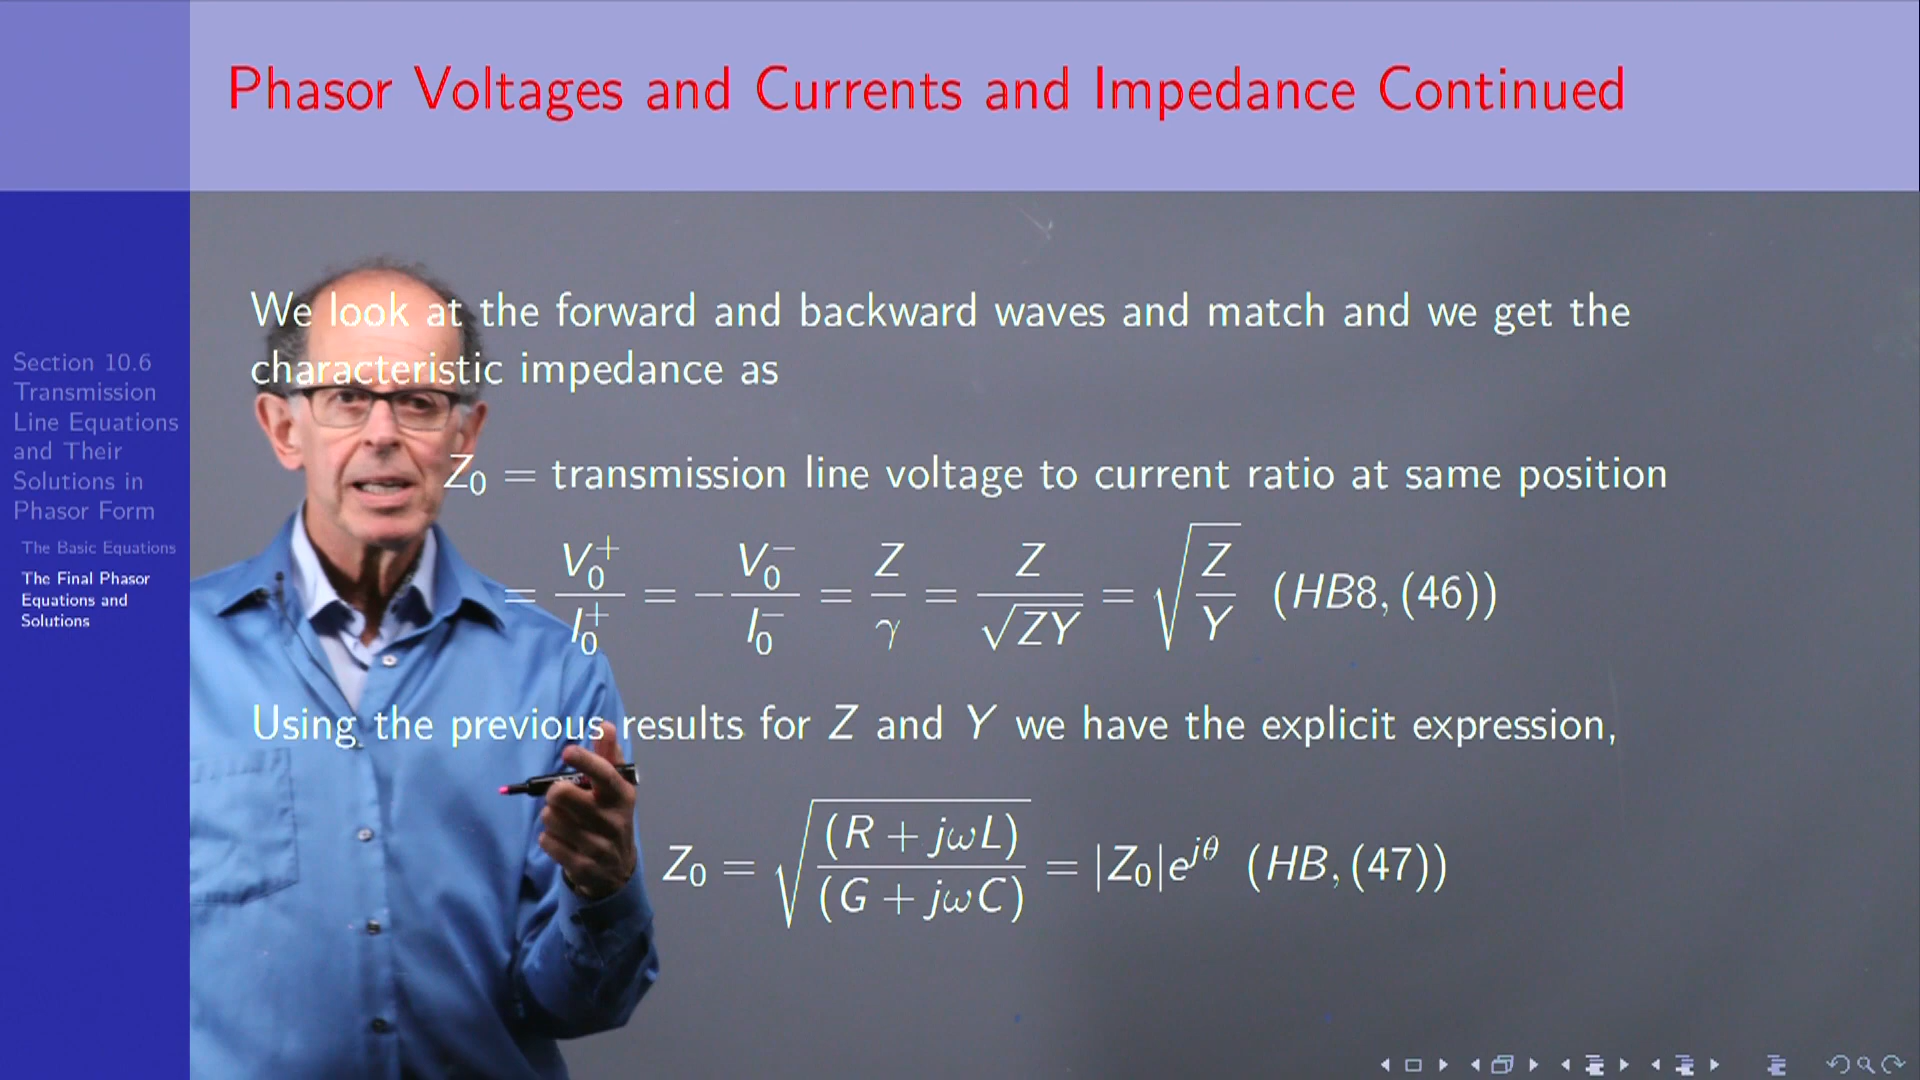 Phasor Voltages and Currents and Impedance Continued
Section 10.6
Transmission
Line Equations
and Their
Solutions in
Phasor Form
The Basic Equations
The Final Phasor
Equations and
Solutions
We look at the forward and backward waves and match and we get the
characteristic impedance as
Z₀ = transmission line voltage to current ratio at same position
= V₀⁺/I₀⁺ = −V₀⁻/I₀⁻ = Z/γ = Z/√(ZY) = √(Z/Y) (HB8, (46))
Using the previous results for Z and Y we have the explicit expression,
Z₀ = √((R + jωL)/(G + jωC)) = |Z₀|e^{jθ} (HB, (47))